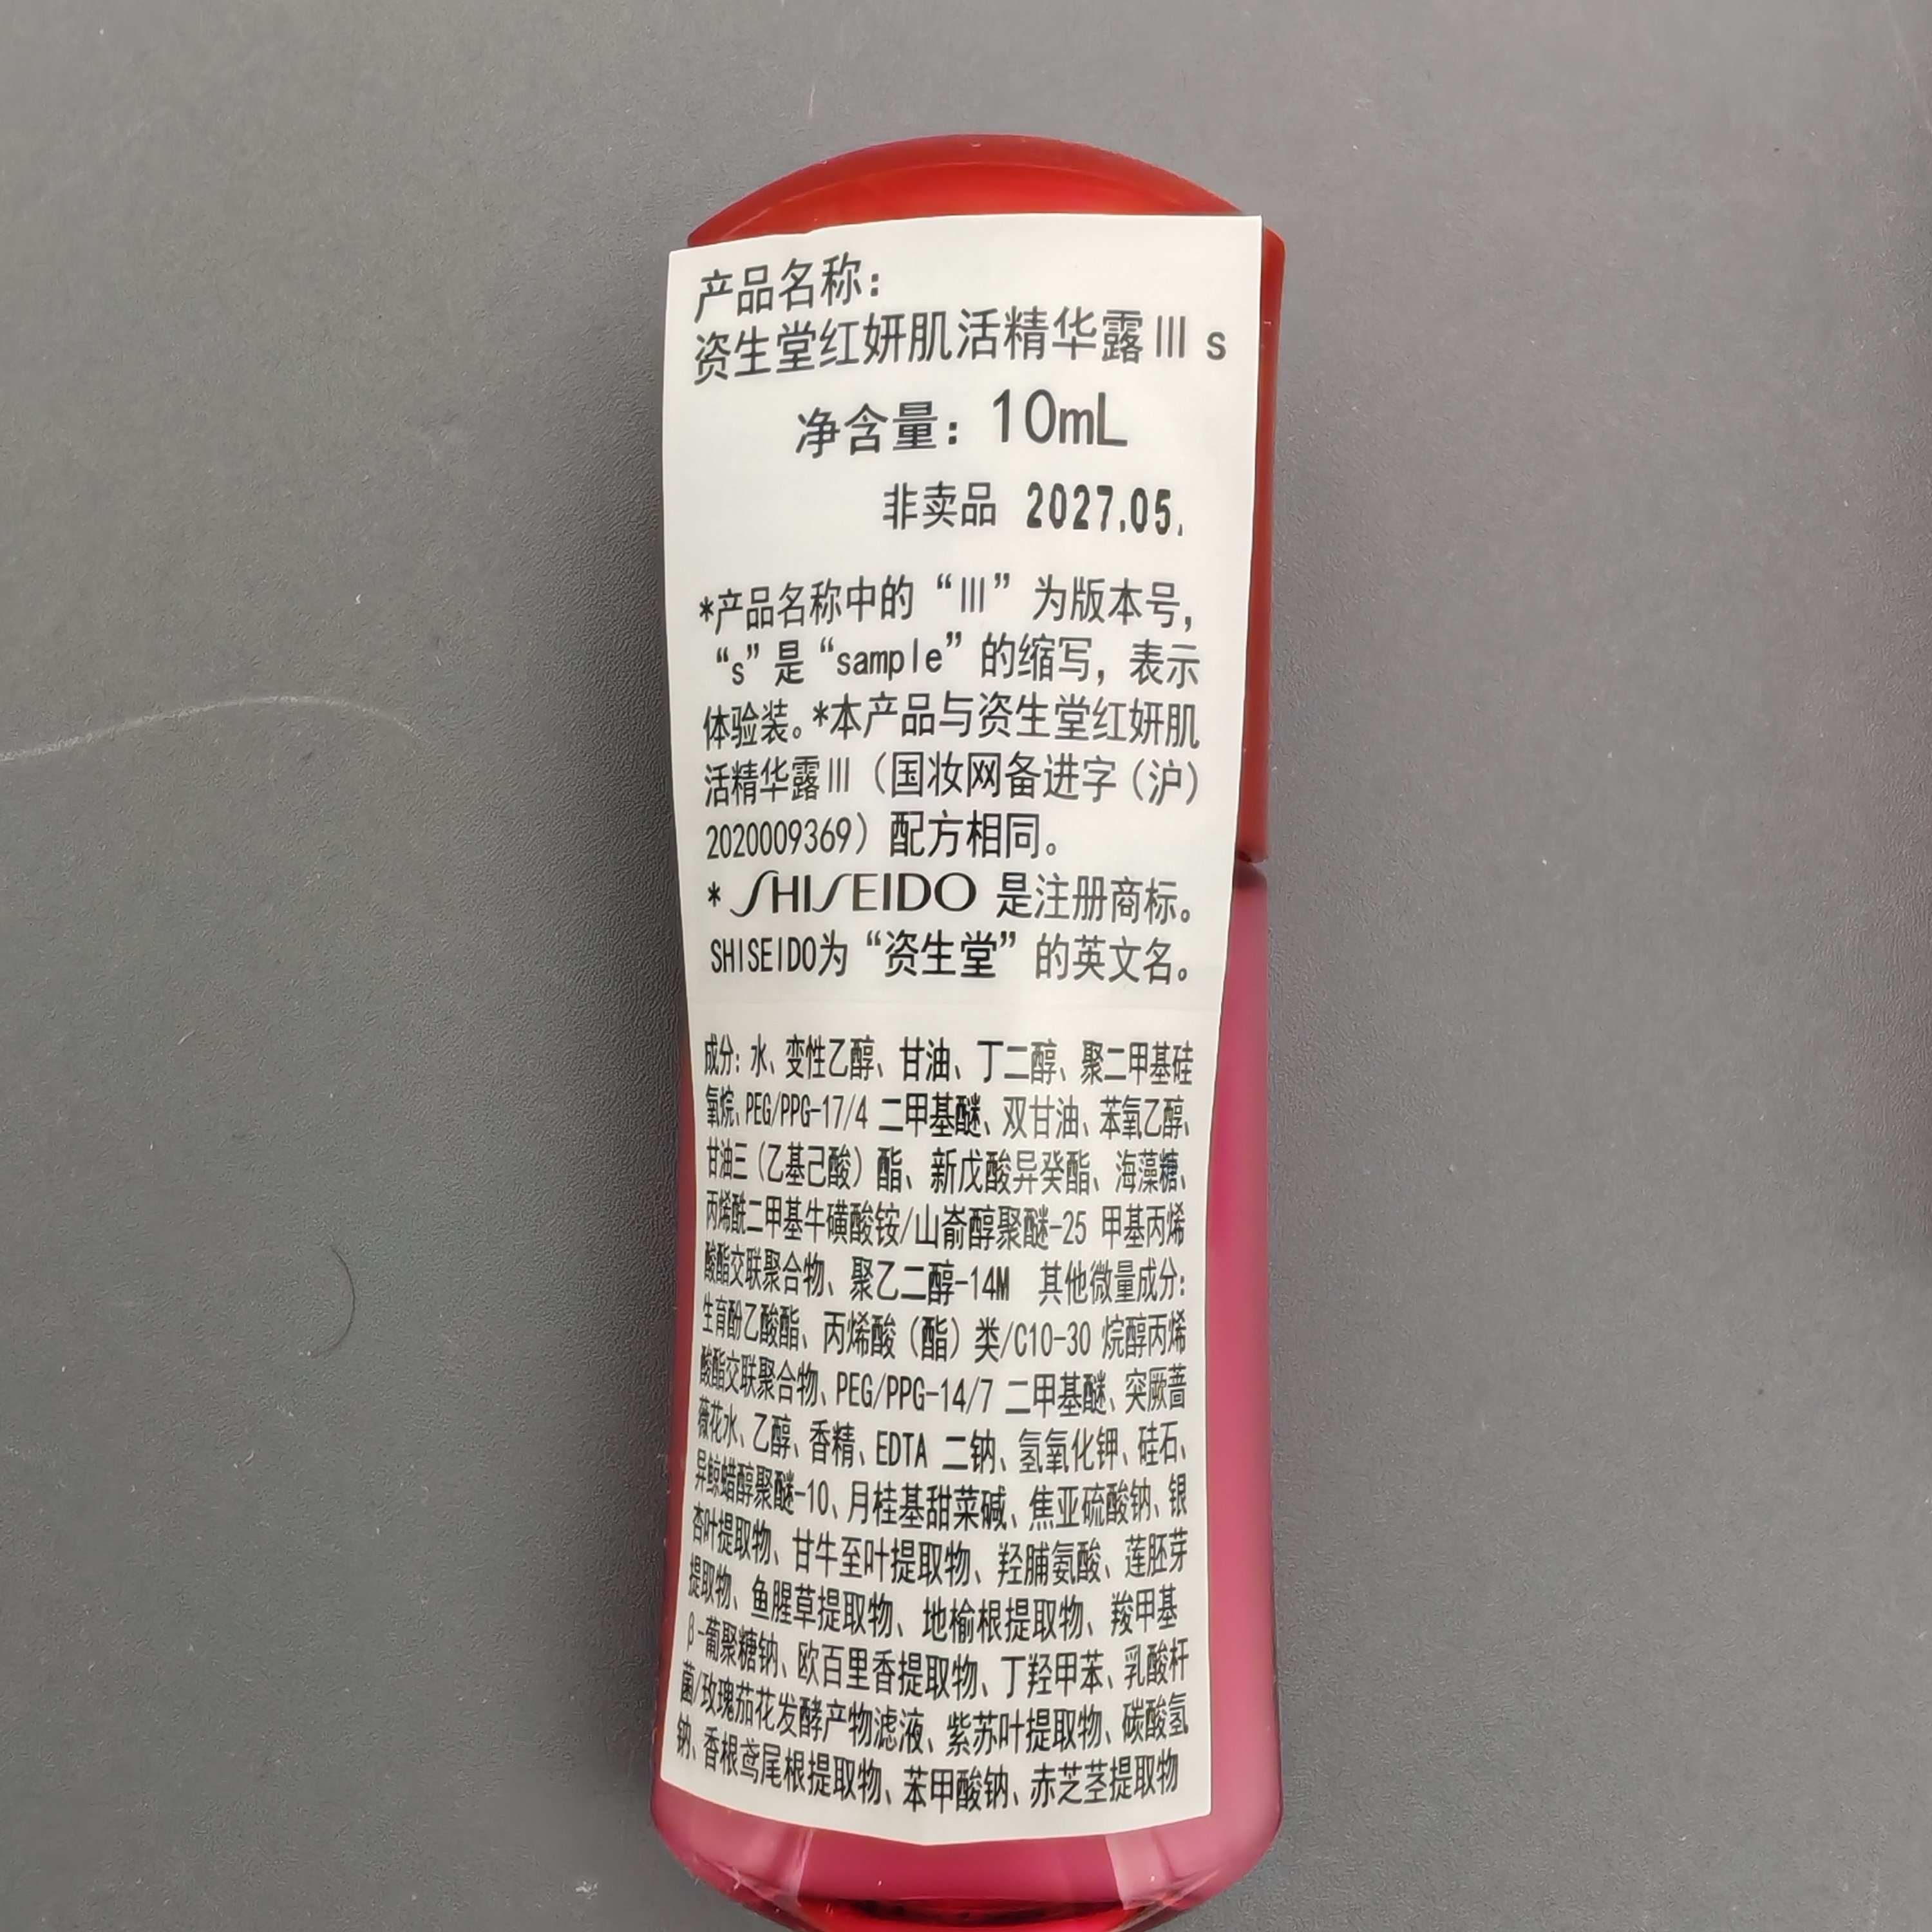 产品名称：
资生堂红妍肌活精华露Ⅲ s
净含量：10mL
非卖品 2027.05.
*产品名称中的“Ⅲ”为版本号，
“s”是“sample”的缩写，表示
体验装。*本产品与资生堂红妍肌
活精华露Ⅲ（国妆网备进字（沪）
2020009369）配方相同。
* SHISEIDO 是注册商标。
SHISEIDO为“资生堂”的英文名。
成分：水、变性乙醇、甘油、丁二醇、聚二甲基硅
氧烷、PEG/PPG-17/4 二甲基醚、双甘油、苯氧乙醇、
甘油三（乙基己酸）酯、新戊酸异癸酯、海藻糖、
丙烯酰二甲基牛磺酸铵/山嵛醇聚醚-25 甲基丙烯
酸酯交联聚合物、聚乙二醇-14M 其他微量成分：
生育酚乙酸酯、丙烯酸（酯）类/C10-30 烷醇丙烯
酸酯交联聚合物、PEG/PPG-14/7 二甲基醚、突厥蔷
薇花水、乙醇、香精、EDTA 二钠、氢氧化钾、硅石、
异鲸蜡醇聚醚-10、月桂基甜菜碱、焦亚硫酸钠、银
杏叶提取物、甘牛至叶提取物、羟脯氨酸、莲胚芽
提取物、鱼腥草提取物、地榆根提取物、羧甲基
β-葡聚糖钠、欧百里香提取物、丁羟甲苯、乳酸杆
菌/玫瑰茄花发酵产物滤液、紫苏叶提取物、碳酸氢
钠、香根鸢尾根提取物、苯甲酸钠、赤芝茎提取物